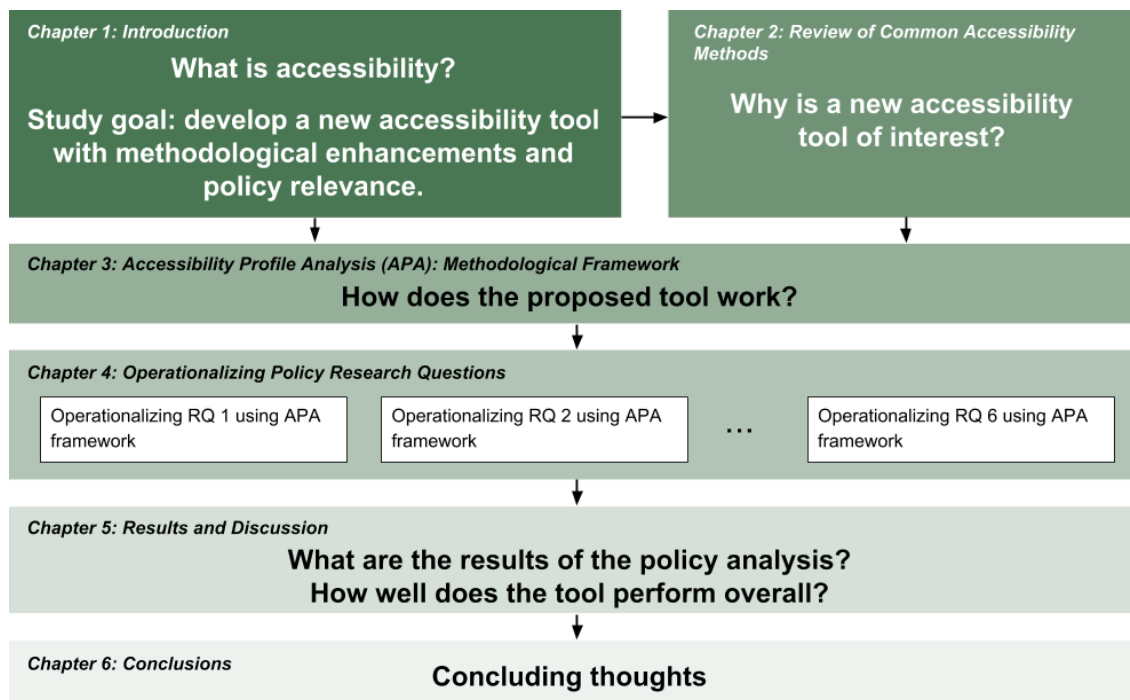 Chapter 1: Introduction
What is accessibility?
Study goal: develop a new accessibility tool
with methodological enhancements and
policy relevance.
Chapter 2: Review of Common Accessibility
Methods
Why is a new accessibility
tool of interest?
Chapter 3: Accessibility Profile Analysis (APA): Methodological Framework
How does the proposed tool work?
Chapter 4: Operationalizing Policy Research Questions
Operationalizing RQ 1 using APA
framework
Operationalizing RQ 2 using APA
framework
...
Operationalizing RQ 6 using APA
framework
Chapter 5: Results and Discussion
What are the results of the policy analysis?
How well does the tool perform overall?
Chapter 6: Conclusions
Concluding thoughts